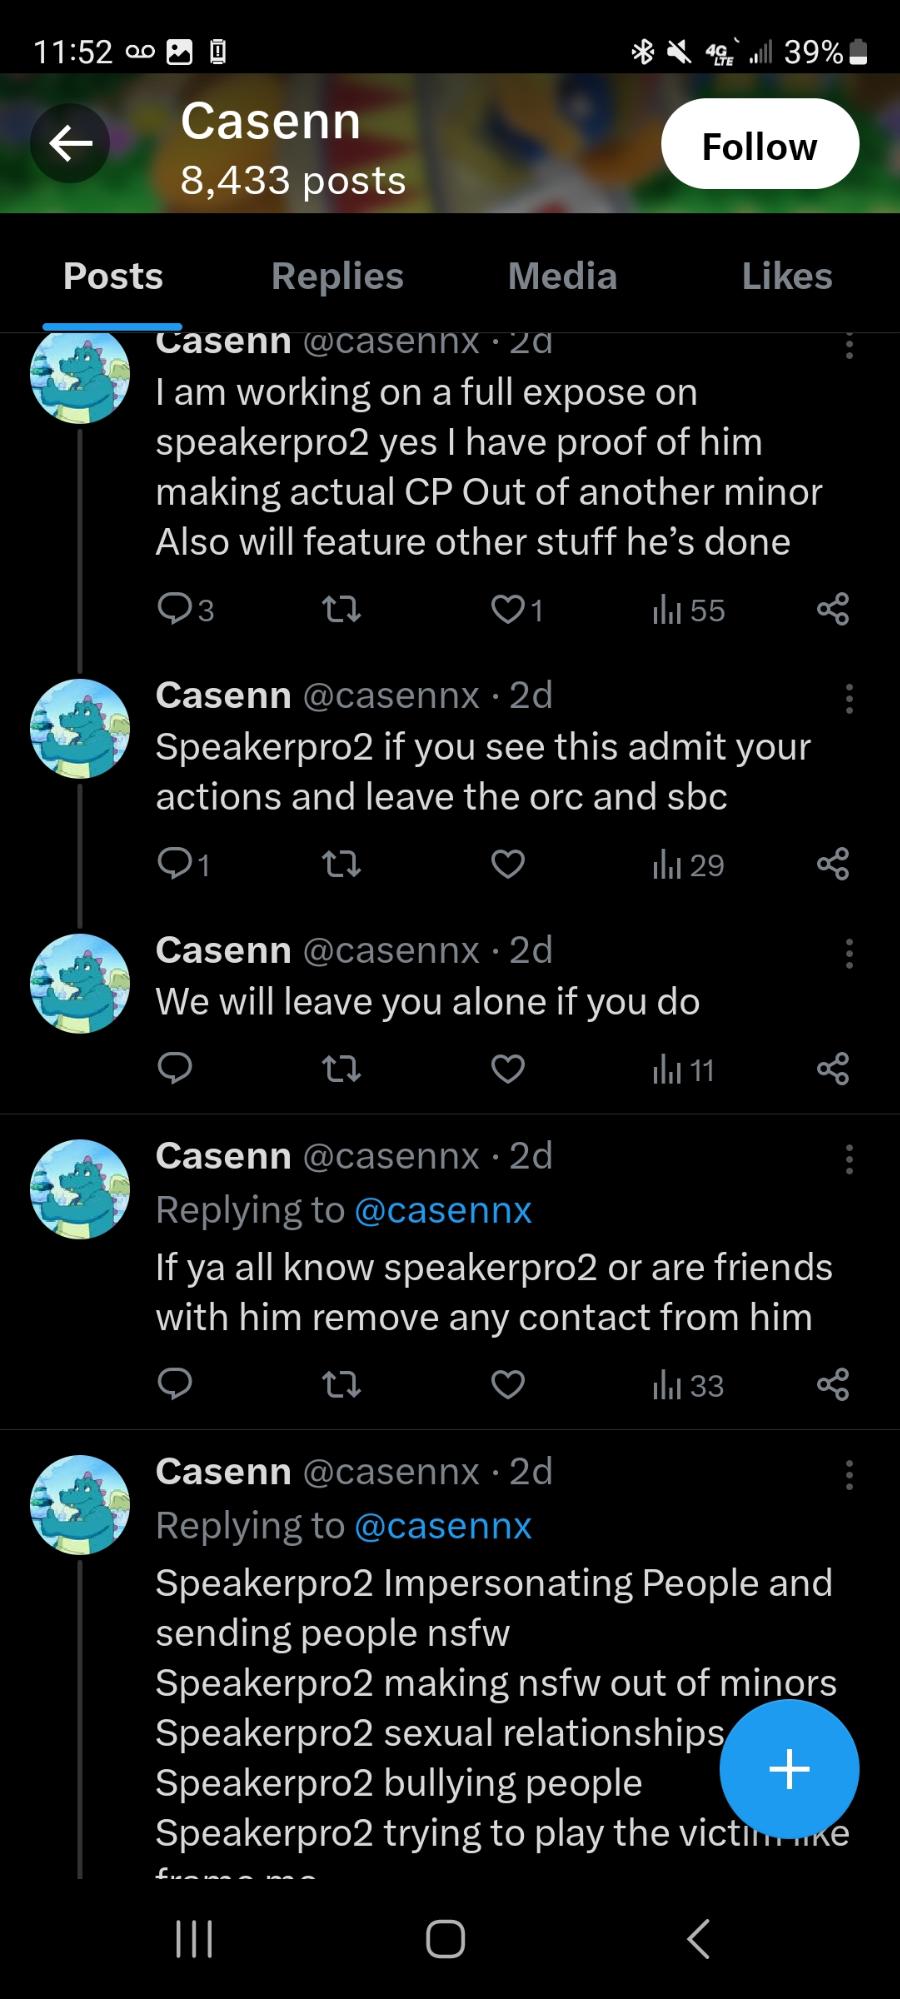 11:52
4G LTE
39%
Casenn
8,433 posts
Follow
Posts
Replies
Media
Likes
Casenn @casennx · 2d
I am working on a full expose on
speakerpro2 yes I have proof of him
making actual CP Out of another minor
Also will feature other stuff he’s done
3
1
55
Casenn @casennx · 2d
Speakerpro2 if you see this admit your
actions and leave the orc and sbc
1
29
Casenn @casennx · 2d
We will leave you alone if you do
11
Casenn @casennx · 2d
Replying to @casennx
If ya all know speakerpro2 or are friends
with him remove any contact from him
33
Casenn @casennx · 2d
Replying to @casennx
Speakerpro2 Impersonating People and
sending people nsfw
Speakerpro2 making nsfw out of minors
Speakerpro2 sexual relationships
Speakerpro2 bullying people
Speakerpro2 trying to play the victim like
frame me